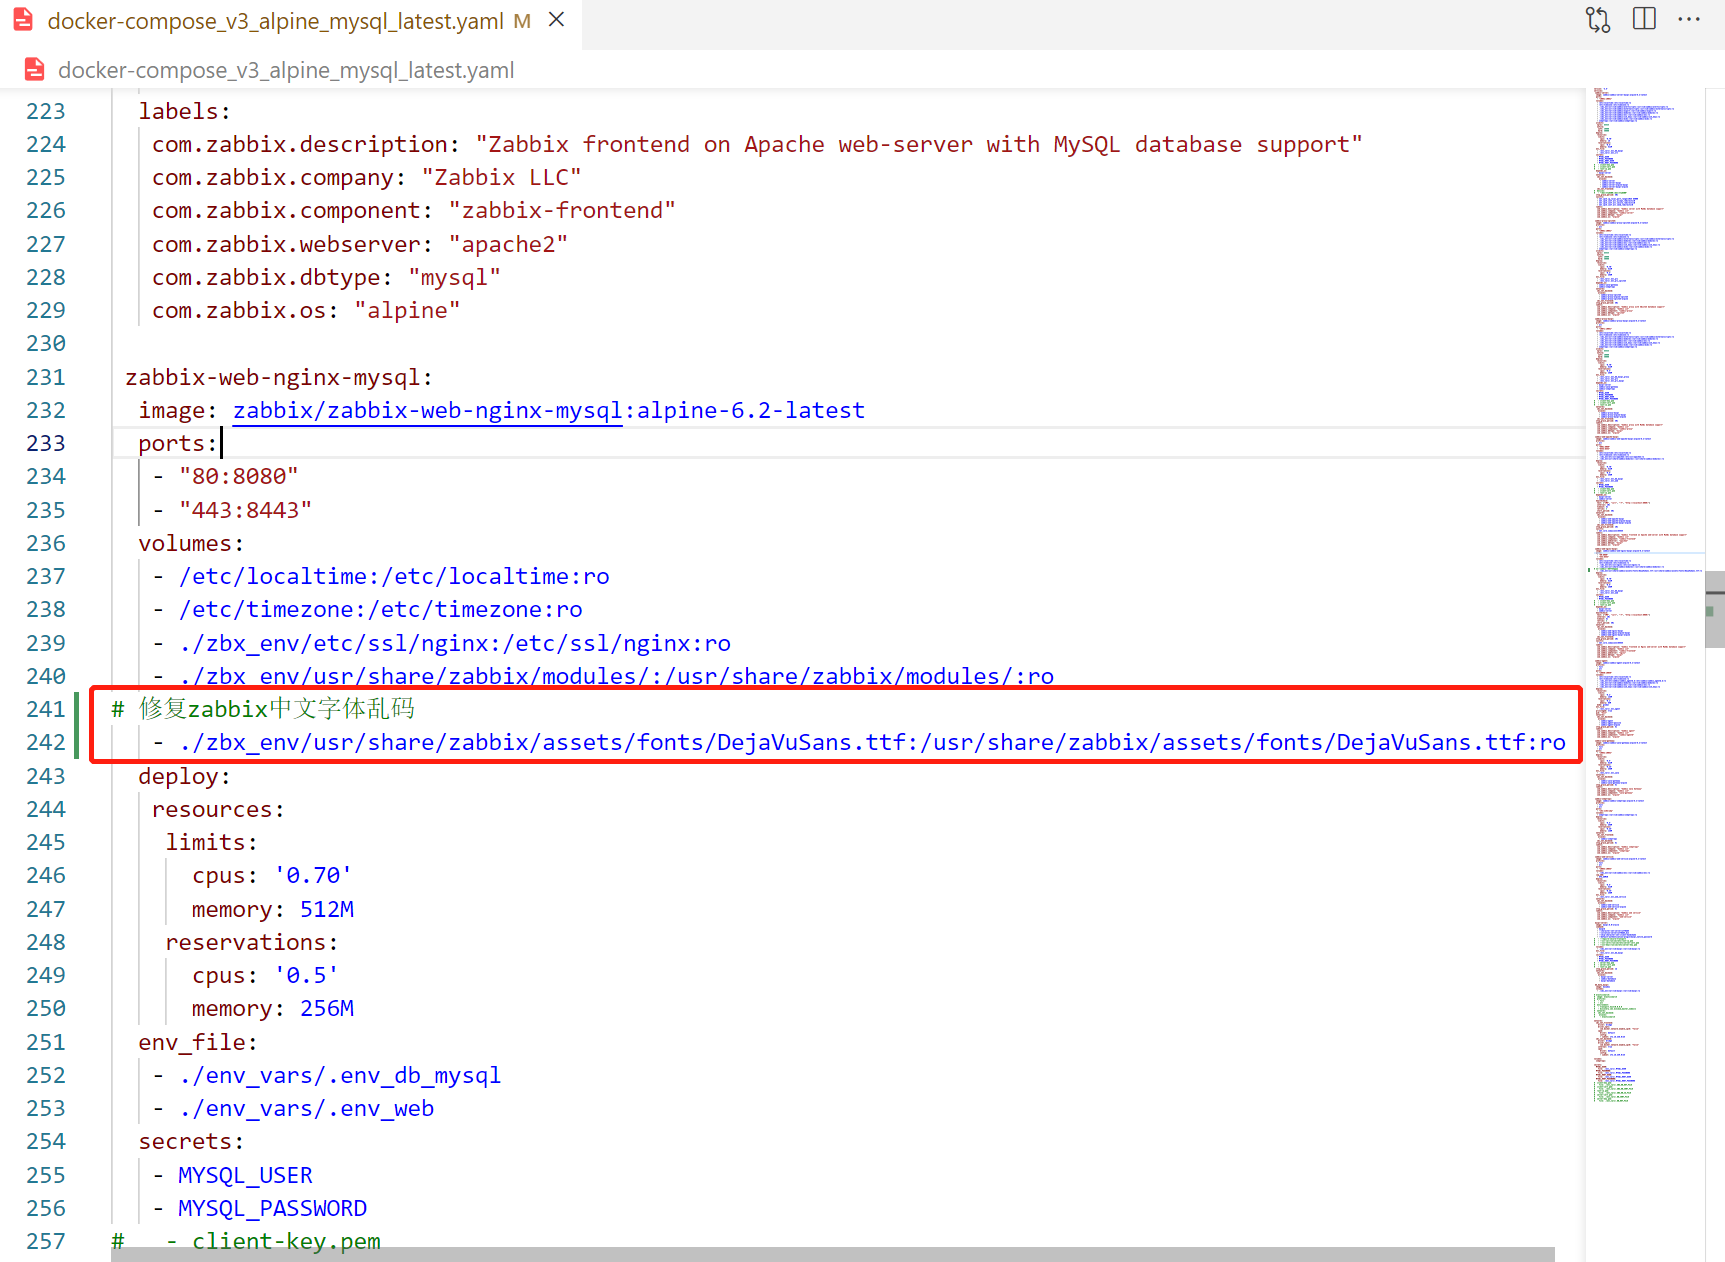 docker-compose_v3_alpine_mysql_latest.yaml M
docker-compose_v3_alpine_mysql_latest.yaml
223 labels:
224 com.zabbix.description: "Zabbix frontend on Apache web-server with MySQL database support"
225 com.zabbix.company: "Zabbix LLC"
226 com.zabbix.component: "zabbix-frontend"
227 com.zabbix.webserver: "apache2"
228 com.zabbix.dbtype: "mysql"
229 com.zabbix.os: "alpine"
230
231 zabbix-web-nginx-mysql:
232 image: zabbix/zabbix-web-nginx-mysql:alpine-6.2-latest
233 ports:
234 - "80:8080"
235 - "443:8443"
236 volumes:
237 - /etc/localtime:/etc/localtime:ro
238 - /etc/timezone:/etc/timezone:ro
239 - ./zbx_env/etc/ssl/nginx:/etc/ssl/nginx:ro
240 - ./zbx_env/usr/share/zabbix/modules/:/usr/share/zabbix/modules/:ro
241 # 修复zabbix中文字体乱码
242 - ./zbx_env/usr/share/zabbix/assets/fonts/DejaVuSans.ttf:/usr/share/zabbix/assets/fonts/DejaVuSans.ttf:ro
243 deploy:
244 resources:
245 limits:
246 cpus: '0.70'
247 memory: 512M
248 reservations:
249 cpus: '0.5'
250 memory: 256M
251 env_file:
252 - ./env_vars/.env_db_mysql
253 - ./env_vars/.env_web
254 secrets:
255 - MYSQL_USER
256 - MYSQL_PASSWORD
257 # - client-key.pem